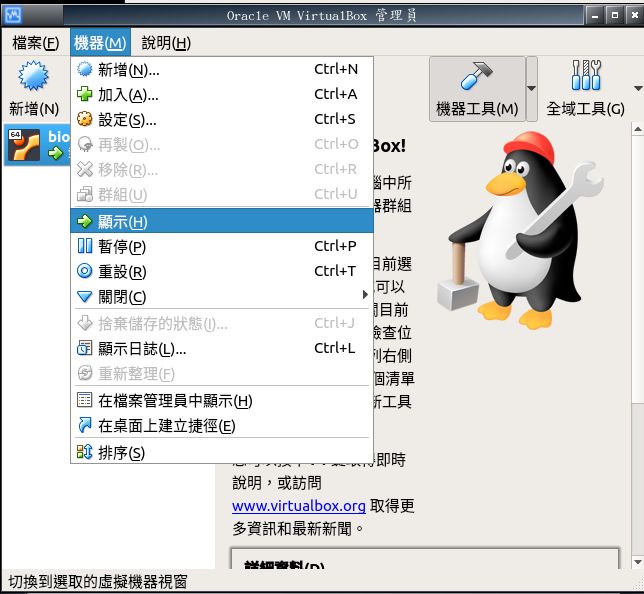 Oracle VM VirtualBox 管理員
檔案(F) 機器(M) 說明(H)
新增(N)
機器工具(M) 全域工具(G)
64
bio
新增(N)... Ctrl+N
加入(A)... Ctrl+A
設定(S)... Ctrl+S
再製(O)... Ctrl+O
移除(R)... Ctrl+R
群組(U) Ctrl+U
顯示(H)
暫停(P) Ctrl+P
重設(R) Ctrl+T
關閉(C)
捨棄儲存的狀態(I)... Ctrl+J
顯示日誌(L)... Ctrl+L
重新整理(F)
在檔案管理員中顯示(H)
在桌面上建立捷徑(E)
排序(S)
Box!
腦中所
器群組
目前選
可以
目前
檢查位
列右側
個清單
新工具
取得即時
說明，或訪問
www.virtualbox.org 取得更
多資訊和最新新聞。
詳細資料(D)
切換到選取的虛擬機器視窗